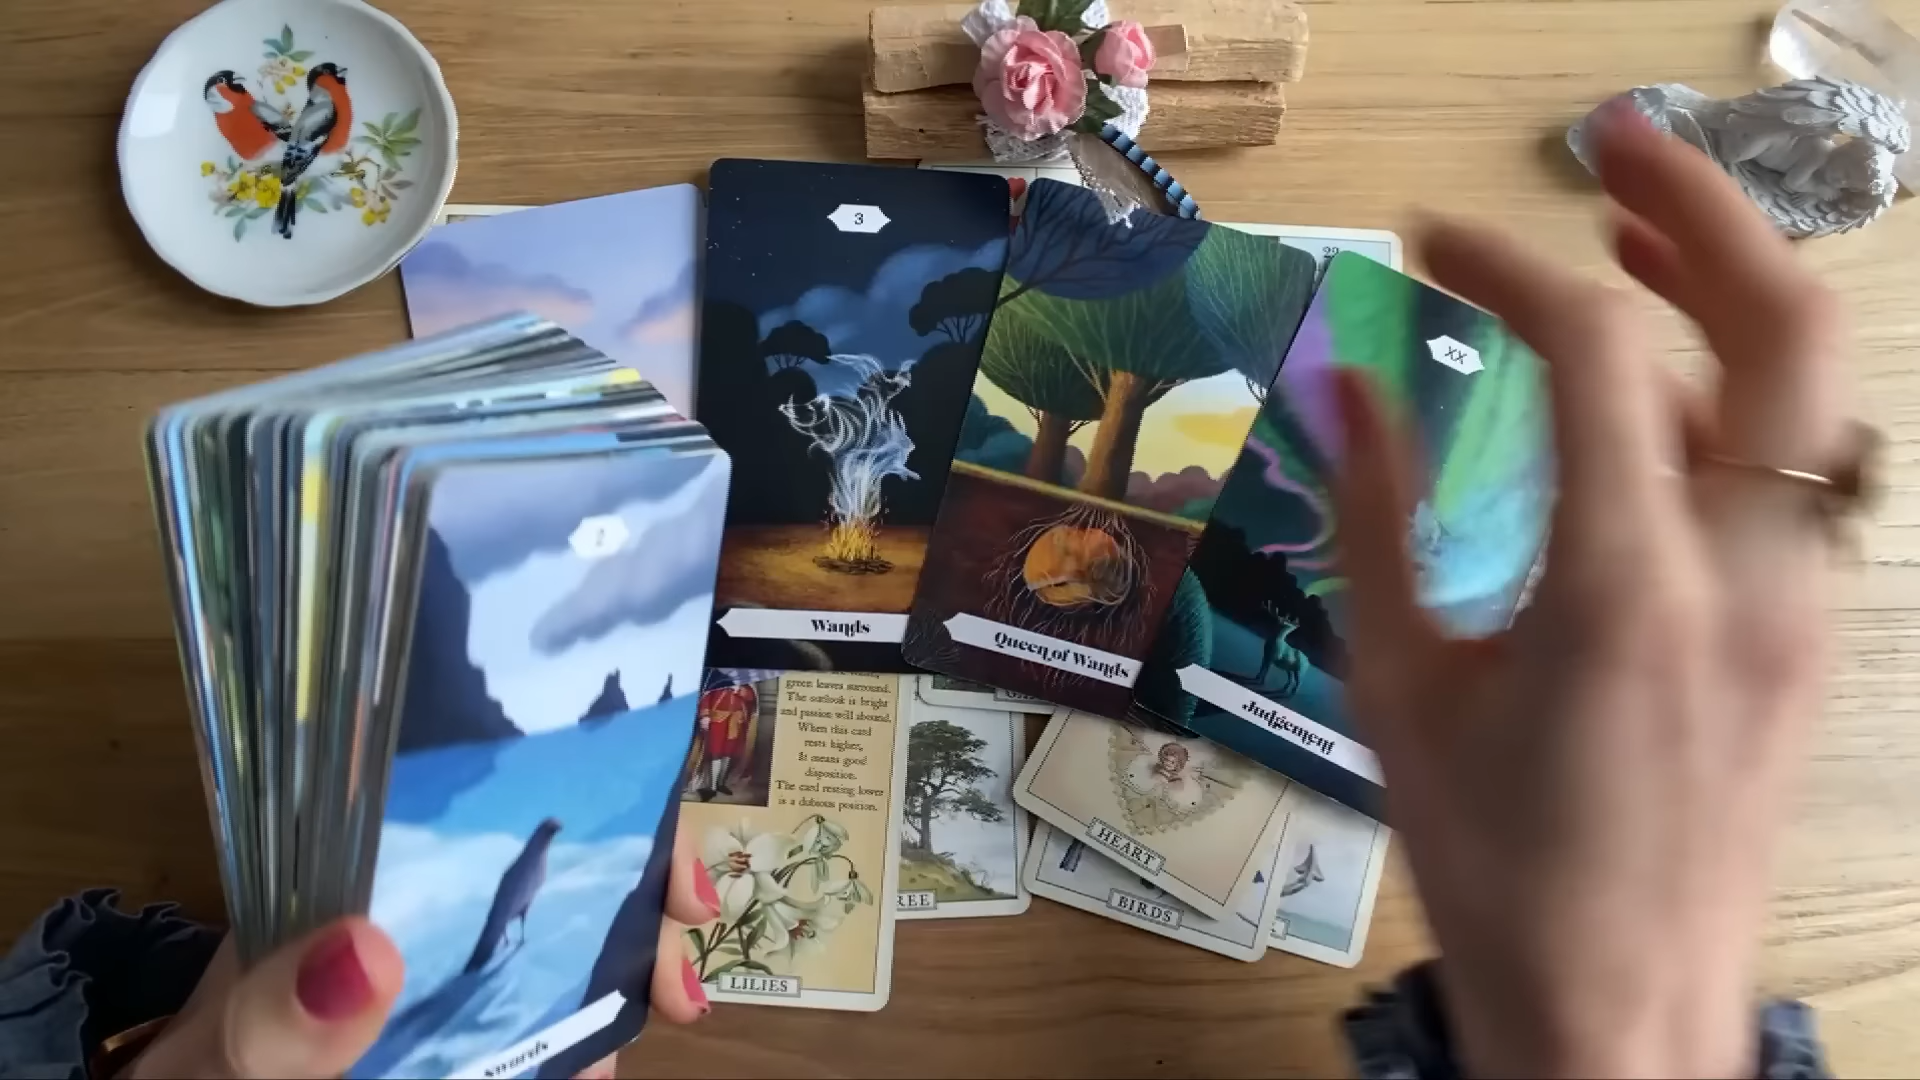 3
Wands
Queen of Wands
XX
Judgement
2
Swords
green leaves surround.
The outlook is bright
and passion will abound.
When this card
rests higher,
It means good
disposition.
The card resting lower
is a dubious position.
LILIES
REE
HEART
BIRDS